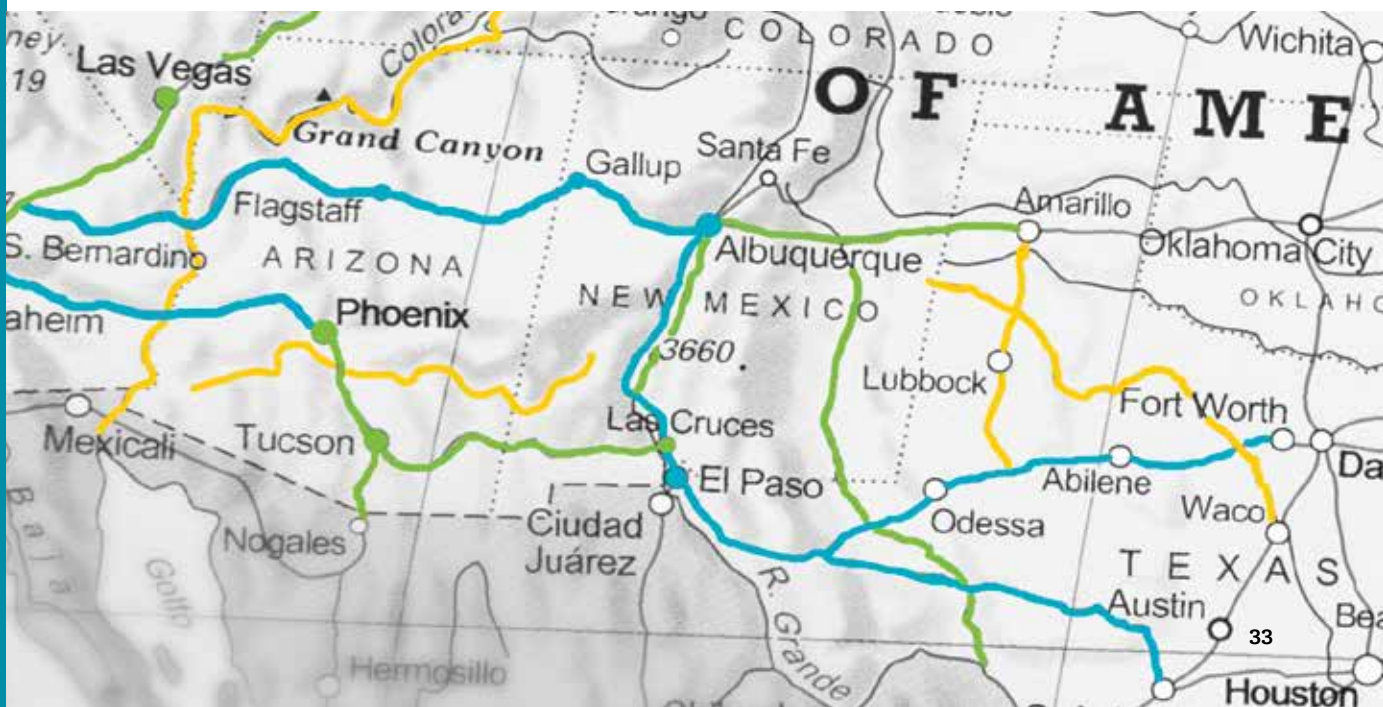 COLORADO
Wichita
ney
19
Las Vegas
OF AME
Grand Canyon
Gallup
Santa Fe
Amarillo
Flagstaff
Albuquerque
Oklahoma City
S. Bernardino
ARIZONA
NEW MEXICO
OKLAHO
aheim
Phoenix
3660
Lubbock
Fort Worth
Las Cruces
Mexicali
Tucson
Da
El Paso
Abilene
Odessa
Waco
Nogales
Ciudad
Juárez
TEXAS
Golfo
R. Grande
Austin
33
Bea
Hermosillo
Houston